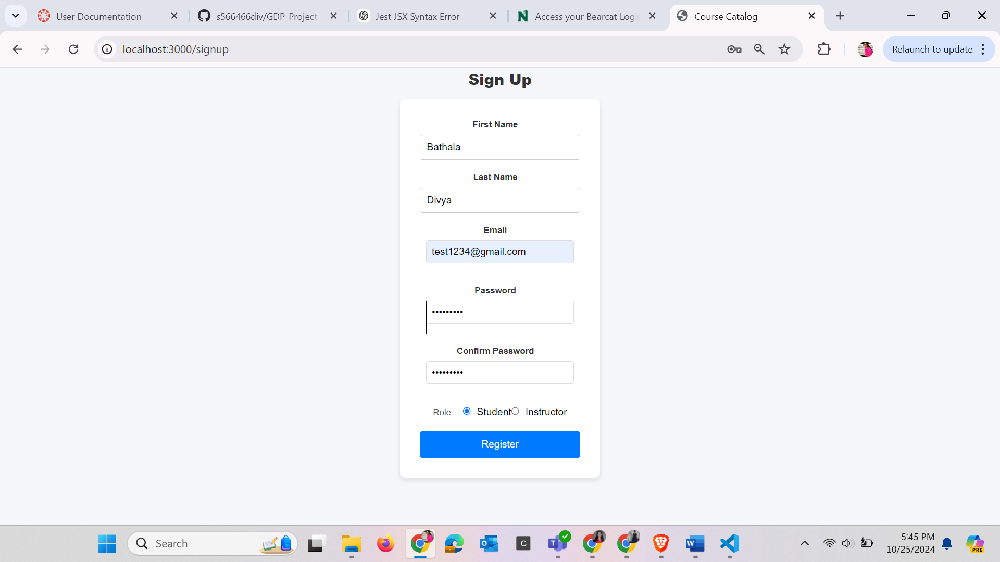 User Documentation
s566466div/GDP-Project-
Jest JSX Syntax Error
Access your Bearcat Logi
Course Catalog
localhost:3000/signup
Relaunch to update
Sign Up
First Name
Bathala
Last Name
Divya
Email
test1234@gmail.com
Password
•••••••••
Confirm Password
•••••••••
Role: Student Instructor
Register
Search
5:45 PM
10/25/2024
PRE